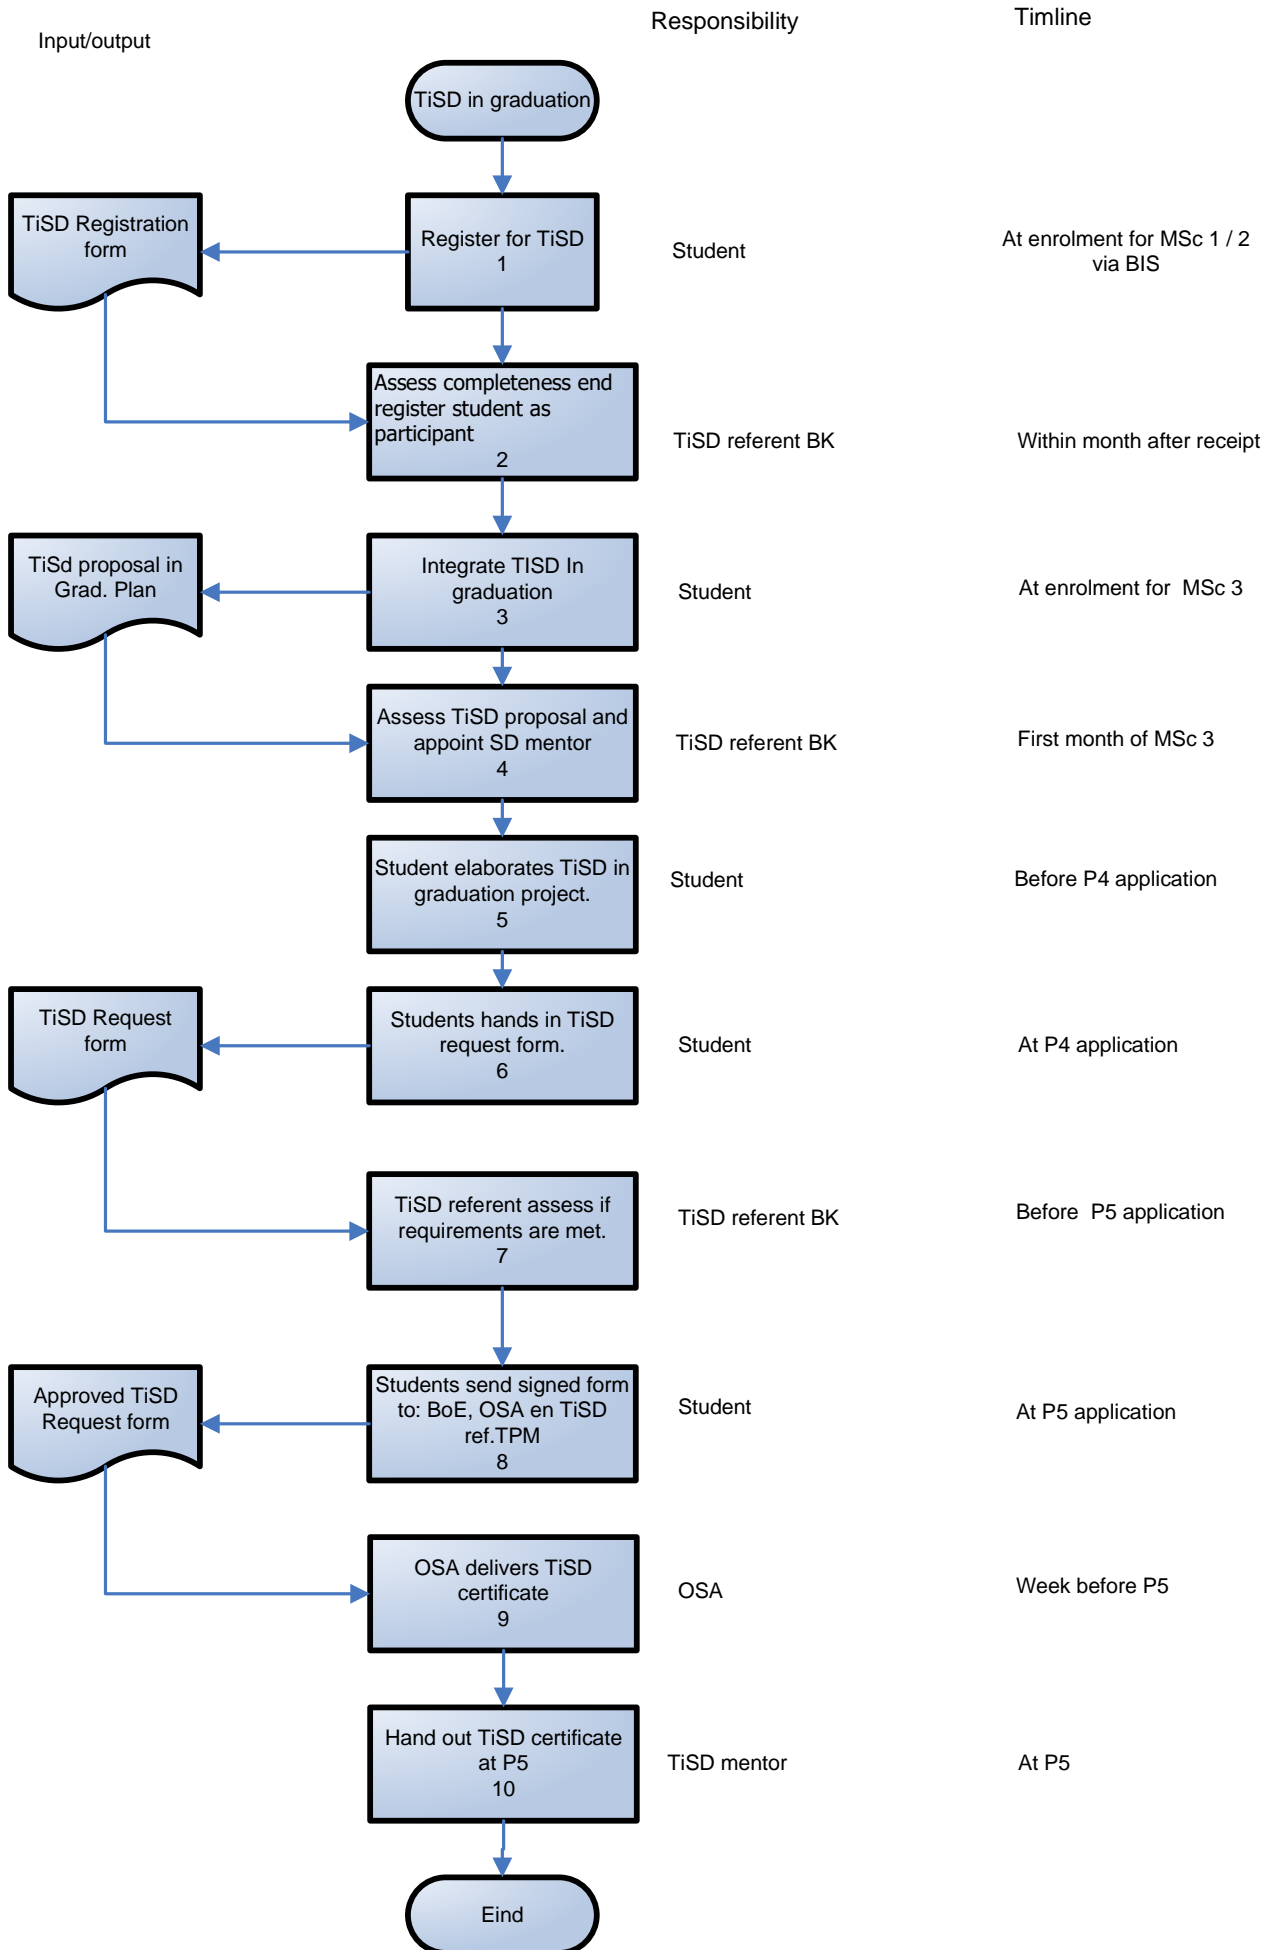 Input/output
Responsibility
Timline
TiSD in graduation
TiSD Registration
form
Register for TiSD
1
Student
At enrolment for MSc 1 / 2
via BIS
Assess completeness end
register student as
participant
2
TiSD referent BK
Within month after receipt
TiSd proposal in
Grad. Plan
Integrate TISD In
graduation
3
Student
At enrolment for  MSc 3
Assess TiSD proposal and
appoint SD mentor
4
TiSD referent BK
First month of MSc 3
Student elaborates TiSD in
graduation project.
5
Student
Before P4 application
TiSD Request
form
Students hands in TiSD
request form.
6
Student
At P4 application
TiSD referent assess if
requirements are met.
7
TiSD referent BK
Before  P5 application
Approved TiSD
Request form
Students send signed form
to: BoE, OSA en TiSD
ref.TPM
8
Student
At P5 application
OSA delivers TiSD
certificate
9
OSA
Week before P5
Hand out TiSD certificate
at P5
10
TiSD mentor
At P5
Eind